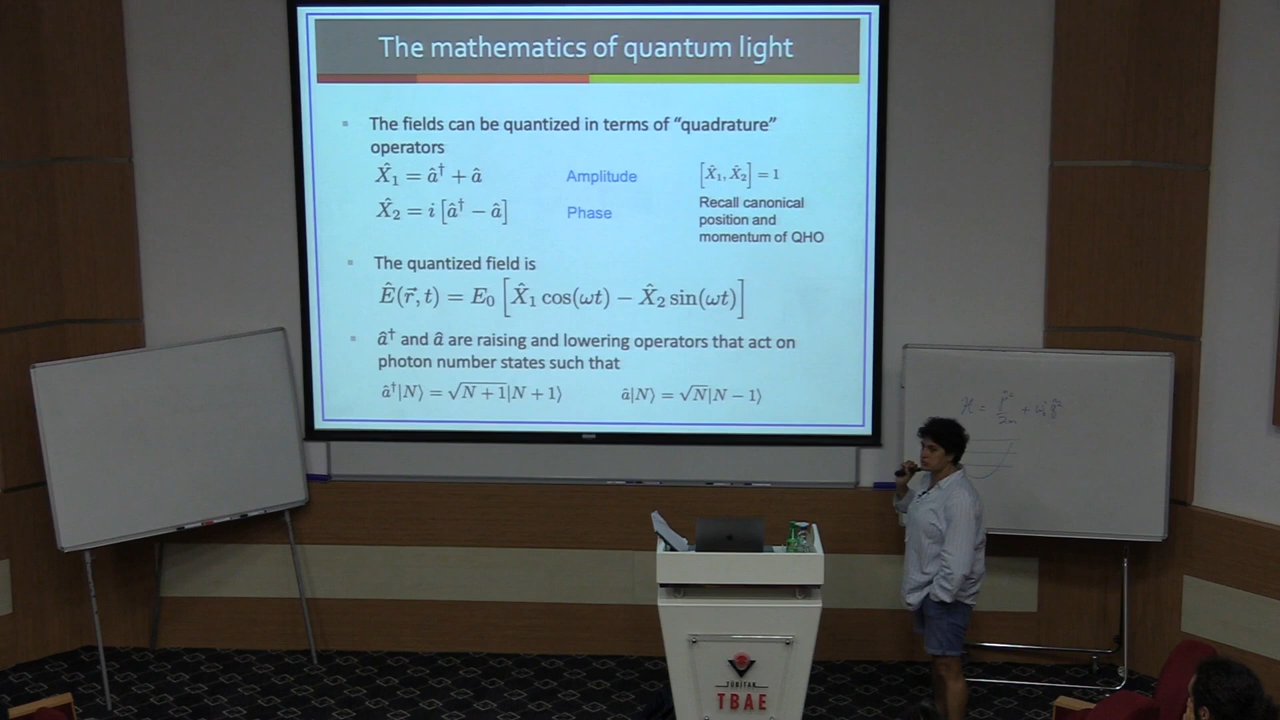 The mathematics of quantum light
The fields can be quantized in terms of “quadrature”
operators
X̂₁ = â† + â
Amplitude
[X̂₁, X̂₂] = 1
X̂₂ = i [â† − â]
Phase
Recall canonical
position and
momentum of QHO
The quantized field is
Ê(r⃗, t) = E₀ [X̂₁ cos(ωt) − X̂₂ sin(ωt)]
â† and â are raising and lowering operators that act on
photon number states such that
â†|N⟩ = √(N + 1)|N + 1⟩
â|N⟩ = √N|N − 1⟩
TÜBİTAK
TBAE